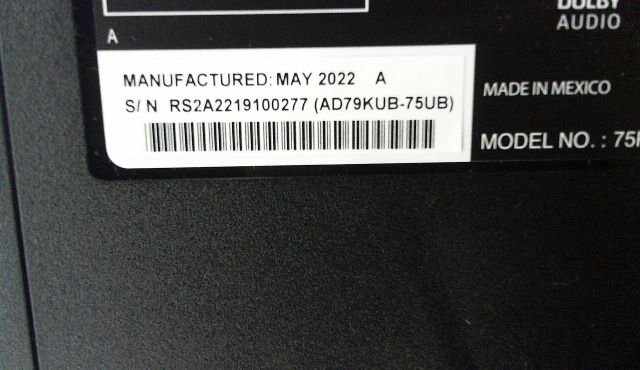 DOLBY
AUDIO
A
MANUFACTURED: MAY 2022 A
S/N RS2A2219100277 (AD79KUB-75UB)
MADE IN MEXICO
MODEL NO. : 75